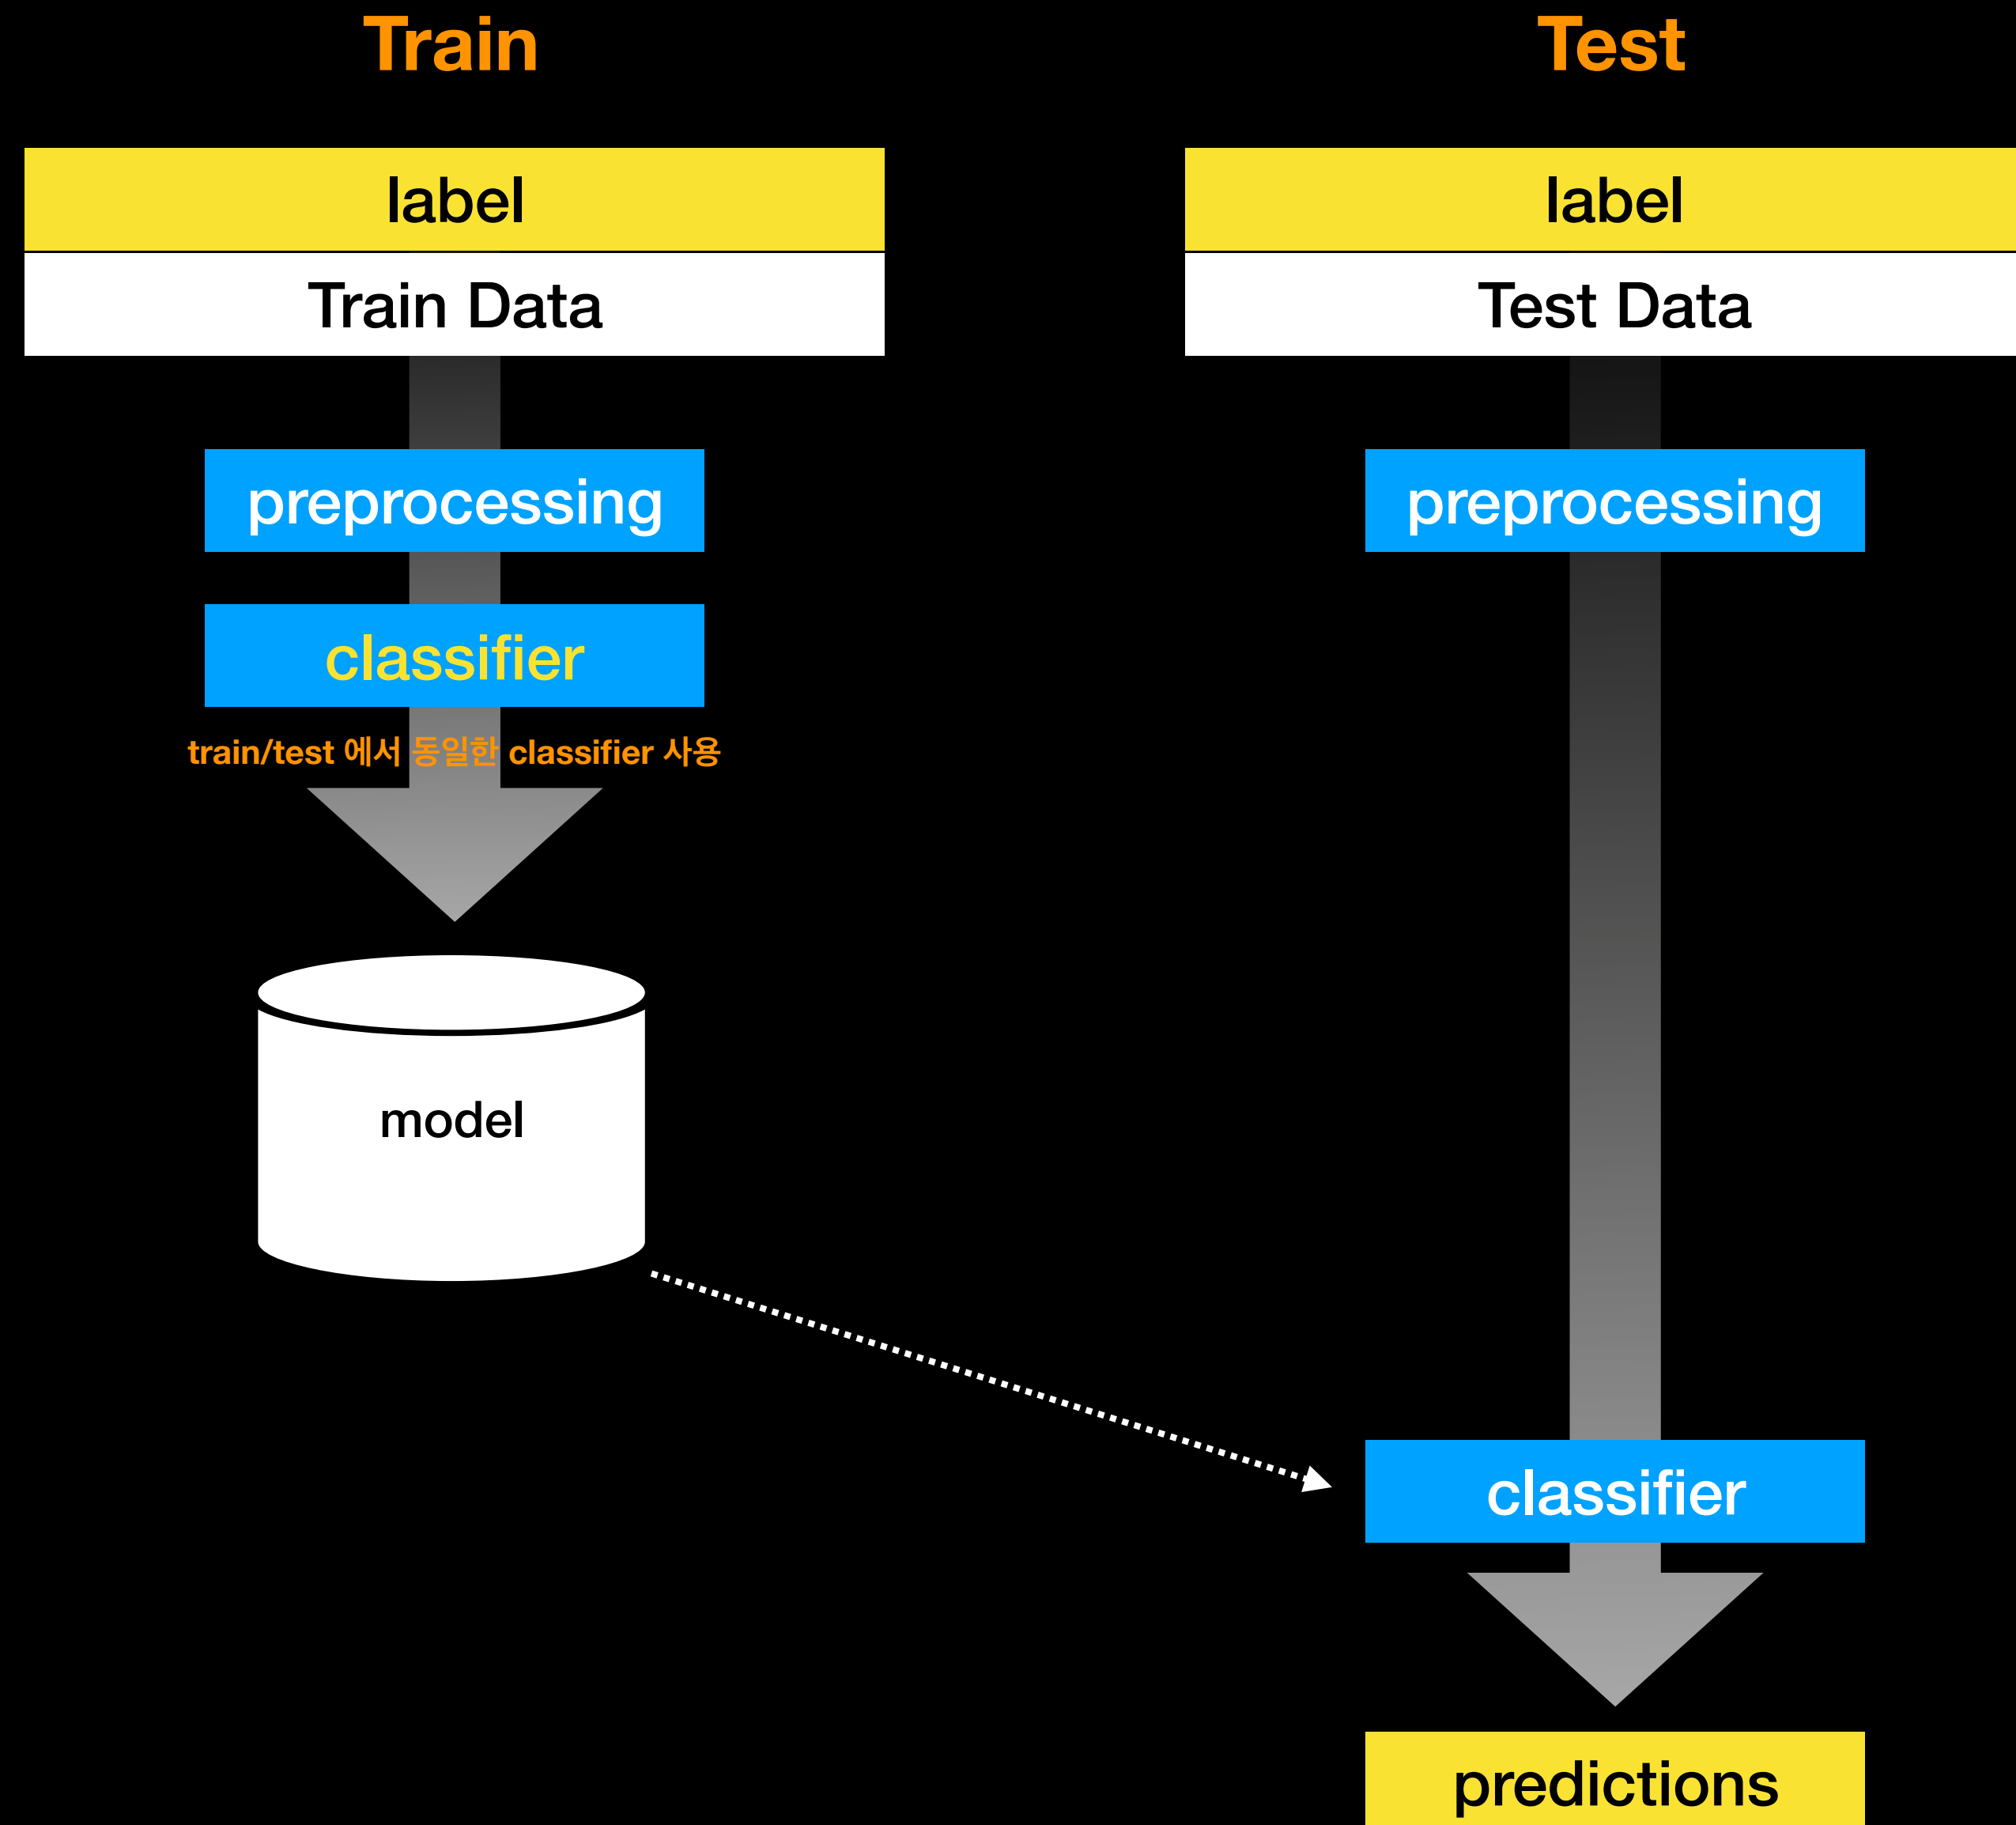 Train
Test
label
Train Data
label
Test Data
preprocessing
preprocessing
classifier
train/test 에서 동일한 classifier 사용
model
classifier
predictions